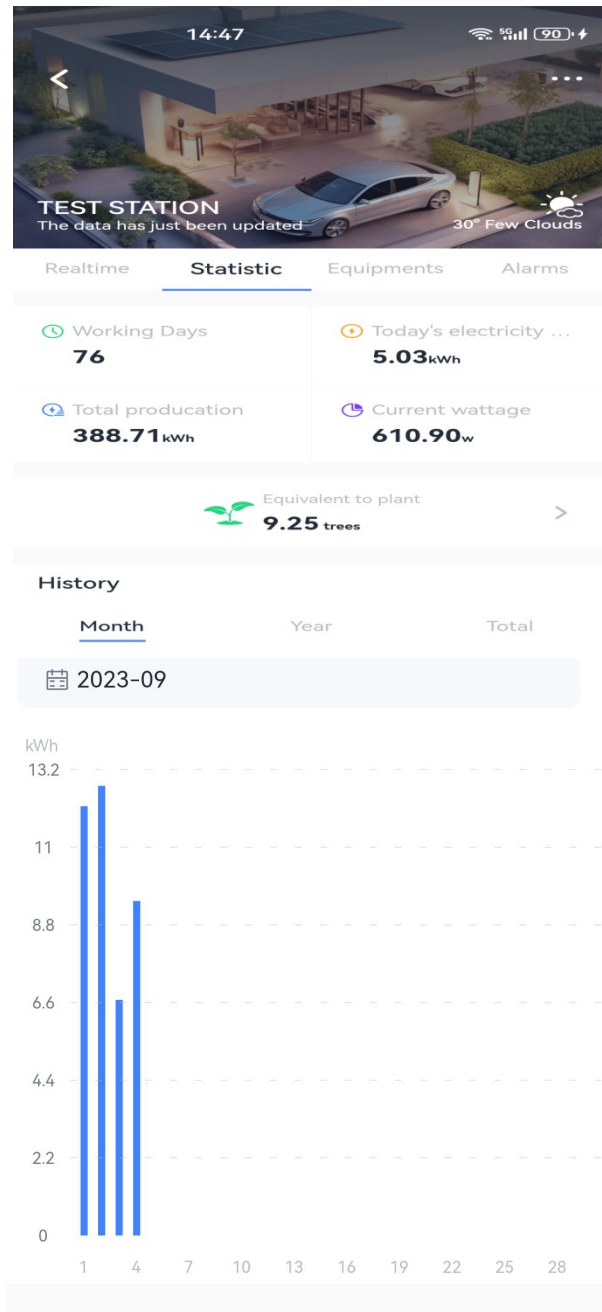 14:47
5G 90
TEST STATION
The data has just been updated
30° Few Clouds
Realtime Statistic Equipments Alarms
Working Days Today's electricity ...
76 5.03kWh
Total producation Current wattage
388.71kWh 610.90w
Equivalent to plant
9.25 trees
History
Month Year Total
2023-09
kWh
13.2
11
8.8
6.6
4.4
2.2
0
1 4 7 10 13 16 19 22 25 28